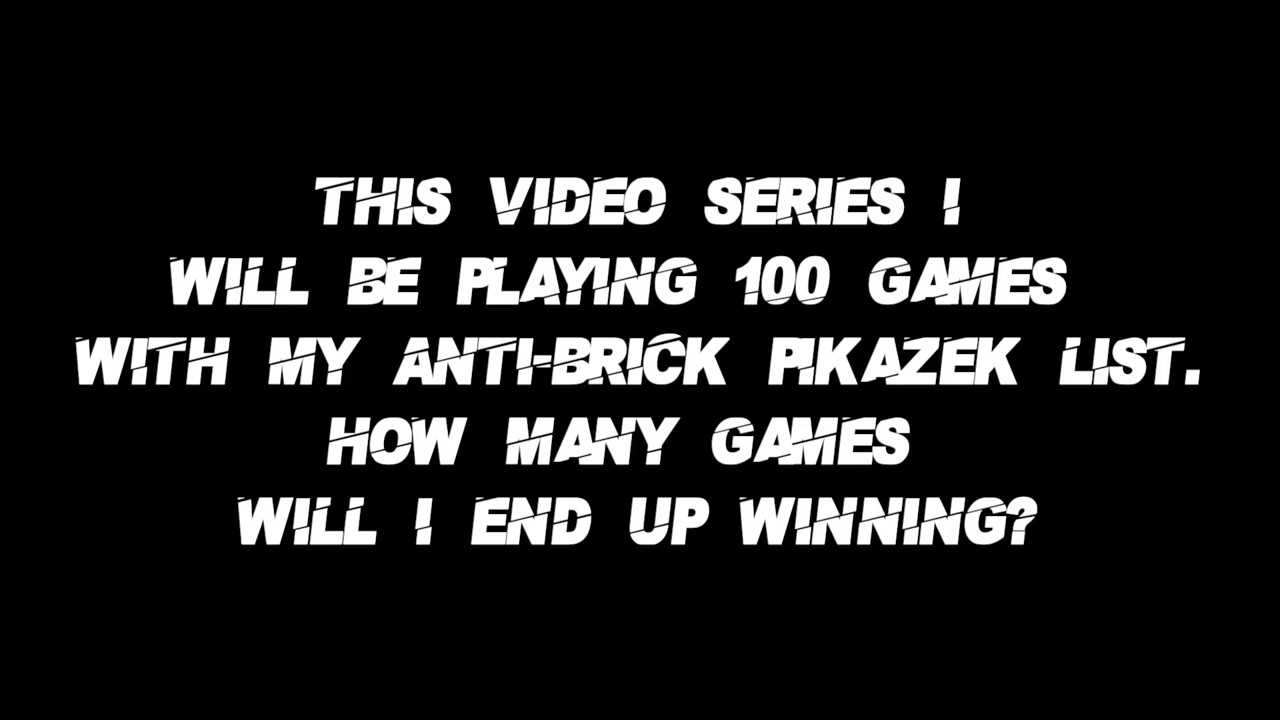 THIS VIDEO SERIES I
WILL BE PLAYING 100 GAMES
WITH MY ANTI-BRICK PIKAZEK LIST.
HOW MANY GAMES
WILL I END UP WINNING?